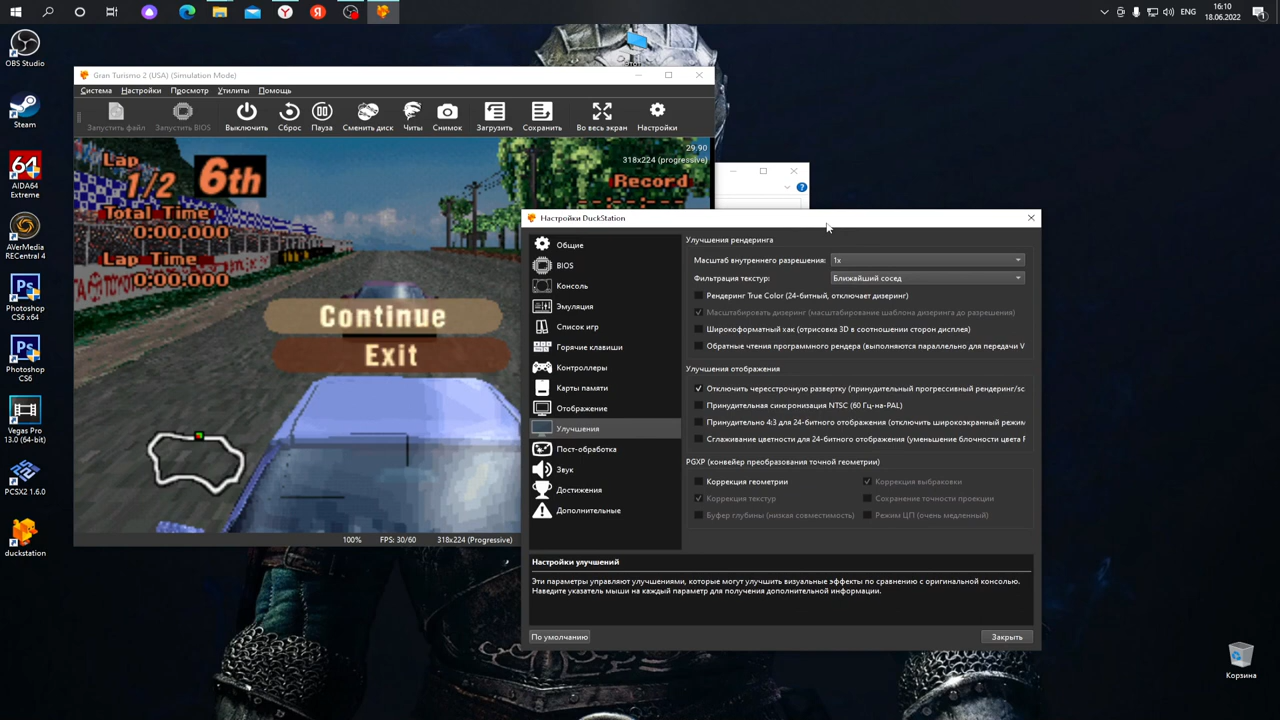 16:10
18.06.2022
ENG
1
OBS Studio
Steam
64
AIDA64
Extreme
AVerMedia
RECentral 4
Ps
Photoshop
CS6 x64
Ps
Photoshop
CS6
Vegas Pro
13.0 (64-bit)
PCSX2 1.6.0
duckstation
Корзина
Gran Turismo 2 (USA) (Simulation Mode)
Система Настройки Просмотр Утилиты Помощь
Запустить файл Запустить BIOS Выключить Сброс Пауза Сменить диск Читы Снимок Загрузить Сохранить Во весь экран Настройки
29.90
318x224 (progressive)
Lap
1/2
6th
Record
Total Time
0:00.000
Lap Time
0:00.000
Continue
Exit
100% FPS: 30/60 318x224 (Progressive)
Настройки DuckStation
Общие
BIOS
Консоль
Эмуляция
Список игр
Горячие клавиши
Контроллеры
Карты памяти
Отображение
Улучшения
Пост-обработка
Звук
Достижения
Дополнительные
Улучшения рендеринга
Масштаб внутреннего разрешения: 1x
Фильтрация текстур: Ближайший сосед
Рендеринг True Color (24-битный, отключает дизеринг)
Масштабировать дизеринг (масштабирование шаблона дизеринга до разрешения)
Широкоформатный хак (отрисовка 3D в соотношении сторон дисплея)
Обратные чтения программного рендера (выполняются параллельно для передачи V
Улучшения отображения
Отключить чересстрочную развертку (принудительный прогрессивный рендеринг/sc
Принудительная синхронизация NTSC (60 Гц-на-PAL)
Принудительно 4:3 для 24-битного отображения (отключить широкоэкранный режим
Сглаживание цветности для 24-битного отображения (уменьшение блочности цвета F
PGXP (конвейер преобразования точной геометрии)
Коррекция геометрии Коррекция выбраковки
Коррекция текстур Сохранение точности проекции
Буфер глубины (низкая совместимость) Режим ЦП (очень медленный)
Настройки улучшений
Эти параметры управляют улучшениями, которые могут улучшить визуальные эффекты по сравнению с оригинальной консолью.
Наведите указатель мыши на каждый параметр для получения дополнительной информации.
По умолчанию Закрыть